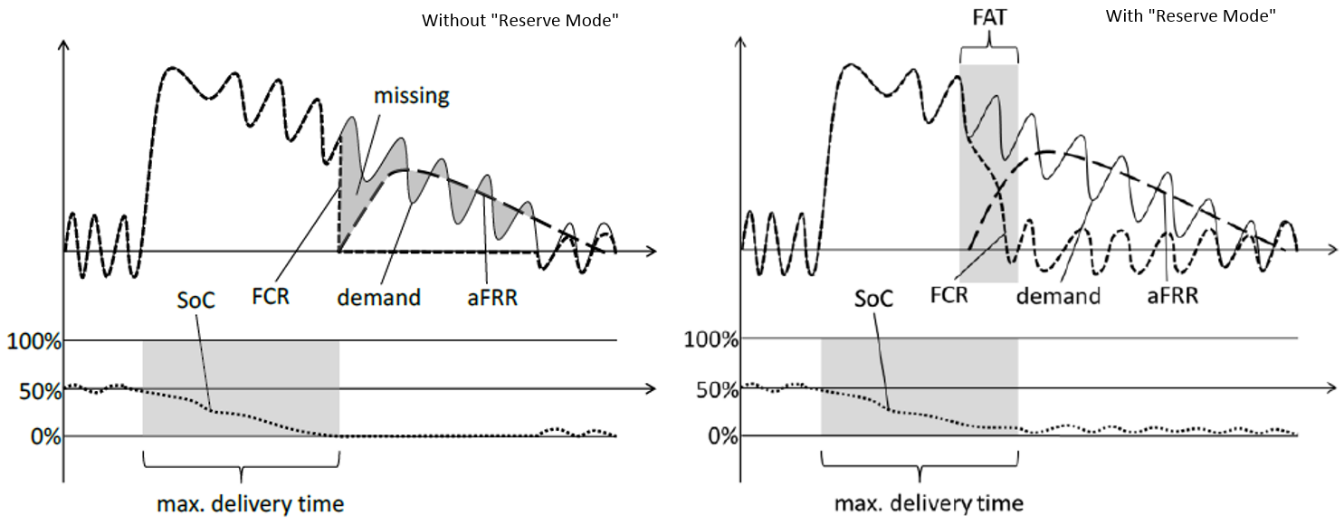 Without "Reserve Mode"
missing
SoC
FCR
demand
aFRR
100%
50%
0%
max. delivery time
FAT
With "Reserve Mode"
SoC
FCR
demand
aFRR
100%
50%
0%
max. delivery time